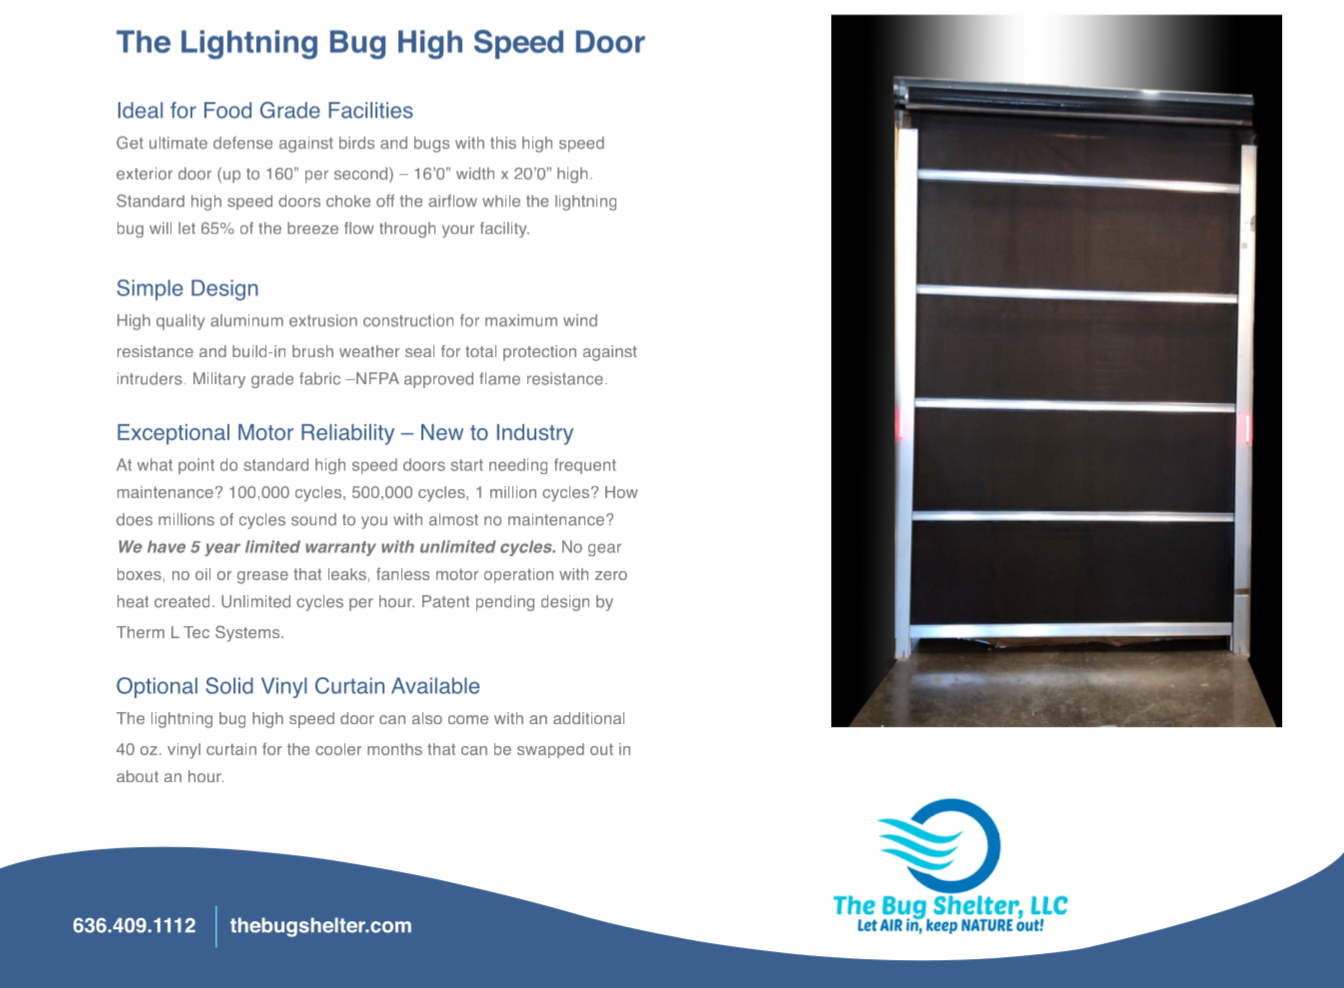 The Lightning Bug High Speed Door
Ideal for Food Grade Facilities
Get ultimate defense against birds and bugs with this high speed
exterior door (up to 160” per second) – 16’0” width x 20’0” high.
Standard high speed doors choke off the airflow while the lightning
bug will let 65% of the breeze flow through your facility.
Simple Design
High quality aluminum extrusion construction for maximum wind
resistance and build-in brush weather seal for total protection against
intruders. Military grade fabric –NFPA approved flame resistance.
Exceptional Motor Reliability – New to Industry
At what point do standard high speed doors start needing frequent
maintenance? 100,000 cycles, 500,000 cycles, 1 million cycles? How
does millions of cycles sound to you with almost no maintenance?
We have 5 year limited warranty with unlimited cycles. No gear
boxes, no oil or grease that leaks, fanless motor operation with zero
heat created. Unlimited cycles per hour. Patent pending design by
Therm L Tec Systems.
Optional Solid Vinyl Curtain Available
The lightning bug high speed door can also come with an additional
40 oz. vinyl curtain for the cooler months that can be swapped out in
about an hour.
The Bug Shelter, LLC
Let AIR in, keep NATURE out!
636.409.1112 thebugshelter.com